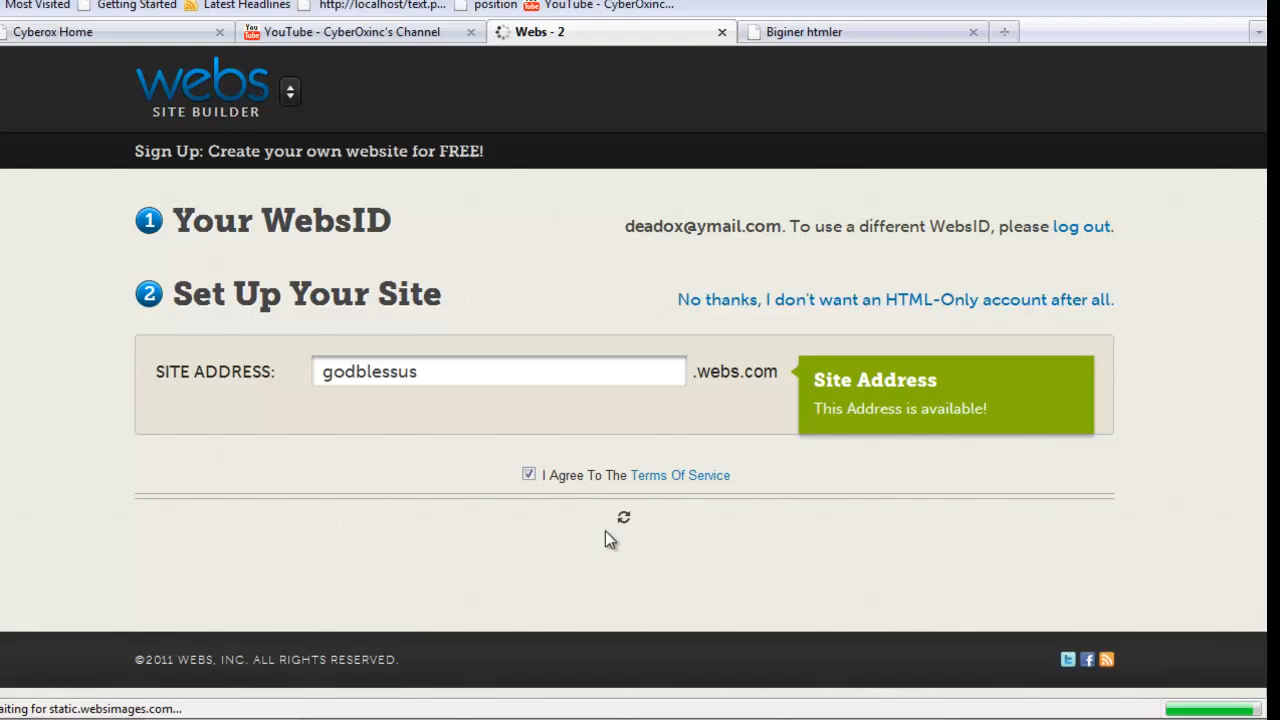 Most Visited Getting Started Latest Headlines http://localhost/text.p... position YouTube - CyberOxinc...
Cyberox Home YouTube - CyberOxinc's Channel Webs - 2 Biginer htmler
webs
SITE BUILDER
Sign Up: Create your own website for FREE!
1 Your WebsID deadox@ymail.com. To use a different WebsID, please log out.
2 Set Up Your Site No thanks, I don't want an HTML-Only account after all.
SITE ADDRESS: godblessus .webs.com Site Address
This Address is available!
I Agree To The Terms Of Service
©2011 WEBS, INC. ALL RIGHTS RESERVED.
aiting for static.websimages.com...